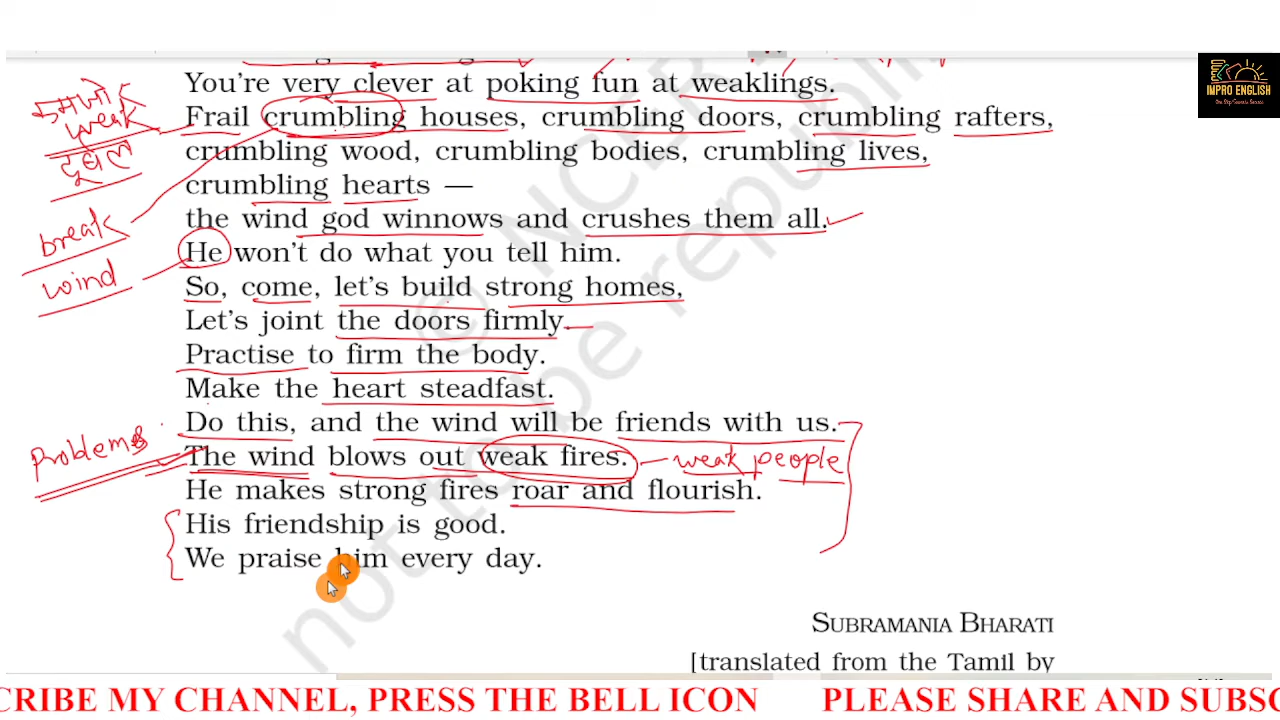 You're very clever at poking fun at weaklings.
Frail crumbling houses, crumbling doors, crumbling rafters,
crumbling wood, crumbling bodies, crumbling lives,
crumbling hearts —
the wind god winnows and crushes them all.
He won't do what you tell him.
So, come, let's build strong homes,
Let's joint the doors firmly.
Practise to firm the body.
Make the heart steadfast.
Do this, and the wind will be friends with us.
The wind blows out weak fires.
He makes strong fires roar and flourish.
His friendship is good.
We praise him every day.
SUBRAMANIA BHARATI
[translated from the Tamil by
weak
break
wind
Problems
weak people
© NCER
not to be republi
IMPRO ENGLISH
CRIBE MY CHANNEL, PRESS THE BELL ICON PLEASE SHARE AND SUBSC